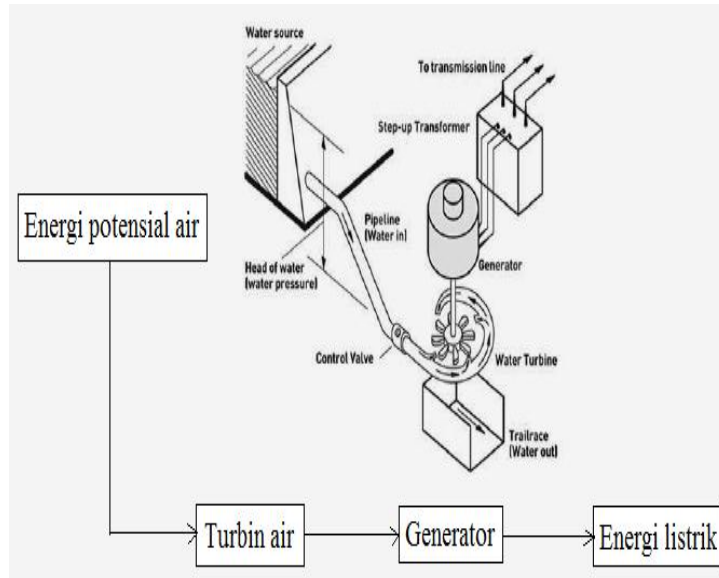 Water source
To transmission line
Step-up Transformer
Energi potensial air
Pipeline
(Water in)
Generator
Head of water
(water pressure)
Control Valve
Water Turbine
Trailrace
(Water out)
Turbin air
Generator
Energi listrik